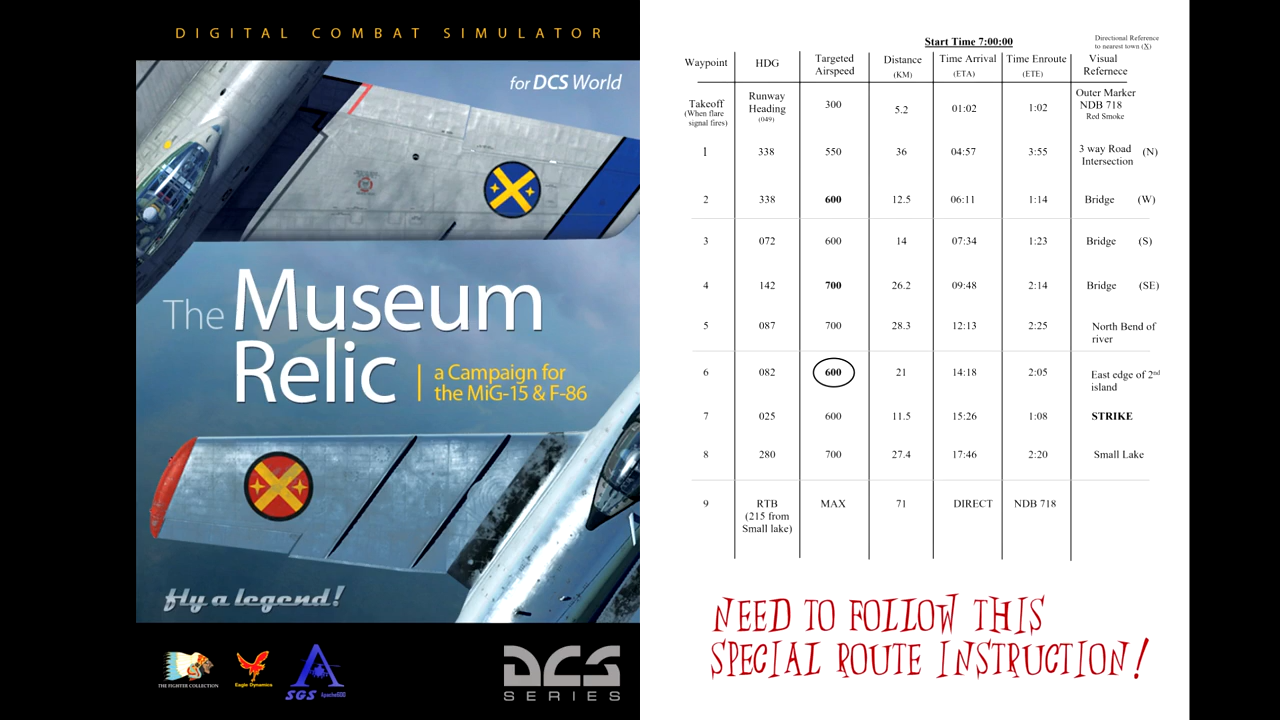 DIGITAL COMBAT SIMULATOR
for DCS World
The Museum
Relic
a Campaign for
the MiG-15 & F-86
fly a legend!
THE FIGHTER COLLECTION
Eagle Dynamics
SGS Apache600
DCS
SERIES
Start Time 7:00:00
Directional Reference
to nearest town (X)
Waypoint HDG Targeted Airspeed Distance (KM) Time Arrival (ETA) Time Enroute (ETE) Visual Refernece
Takeoff (When flare signal fires) Runway Heading (049) 300 5.2 01:02 1:02 Outer Marker NDB 718 Red Smoke
1 338 550 36 04:57 3:55 3 way Road Intersection (N)
2 338 600 12.5 06:11 1:14 Bridge (W)
3 072 600 14 07:34 1:23 Bridge (S)
4 142 700 26.2 09:48 2:14 Bridge (SE)
5 087 700 28.3 12:13 2:25 North Bend of river
6 082 600 21 14:18 2:05 East edge of 2nd island
7 025 600 11.5 15:26 1:08 STRIKE
8 280 700 27.4 17:46 2:20 Small Lake
9 RTB (215 from Small lake) MAX 71 DIRECT NDB 718
NEED TO FOLLOW THIS
SPECIAL ROUTE INSTRUCTION!